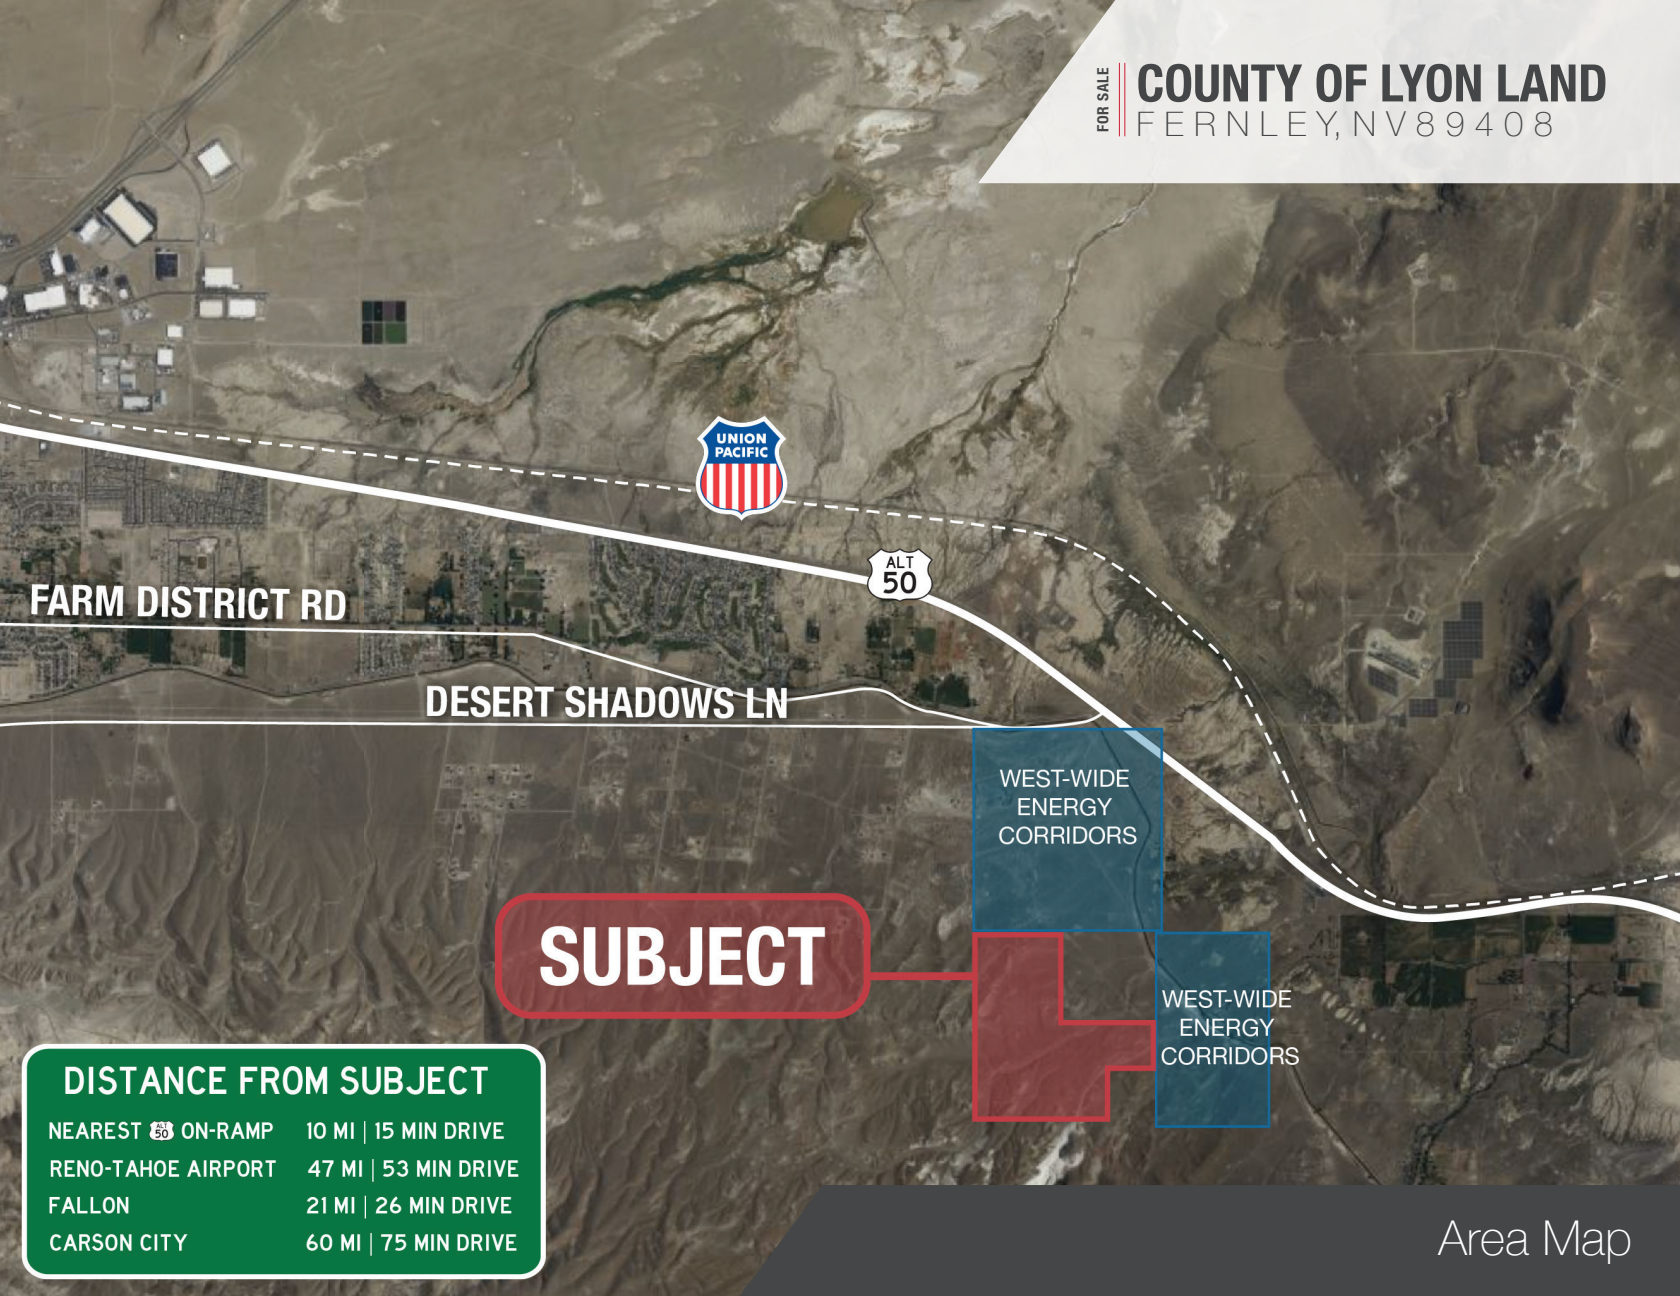 FOR SALE
COUNTY OF LYON LAND
FERNLEY, NV 89408
UNION
PACIFIC
ALT
50
FARM DISTRICT RD
DESERT SHADOWS LN
WEST-WIDE
ENERGY
CORRIDORS
SUBJECT
WEST-WIDE
ENERGY
CORRIDORS
DISTANCE FROM SUBJECT
NEAREST ALT 50 ON-RAMP 10 MI | 15 MIN DRIVE
RENO-TAHOE AIRPORT 47 MI | 53 MIN DRIVE
FALLON 21 MI | 26 MIN DRIVE
CARSON CITY 60 MI | 75 MIN DRIVE
Area Map